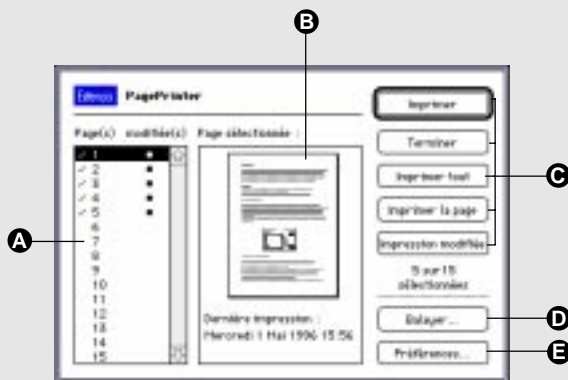 B
Extensis PagePrinter
Page(s) modifiée(s) Page sélectionnée :
✓ 1 •
✓ 2 •
✓ 3 •
✓ 4 •
✓ 5 •
6
7
8
9
10
11
12
13
14
15
Dernière impression :
Mercredi 1 Mai 1996 15:56
Imprimer
Terminer
Imprimer tout
Imprimer la page
Impression modifiée
5 sur 15
sélectionnées
Balayer...
Préférences...
A
C
D
E